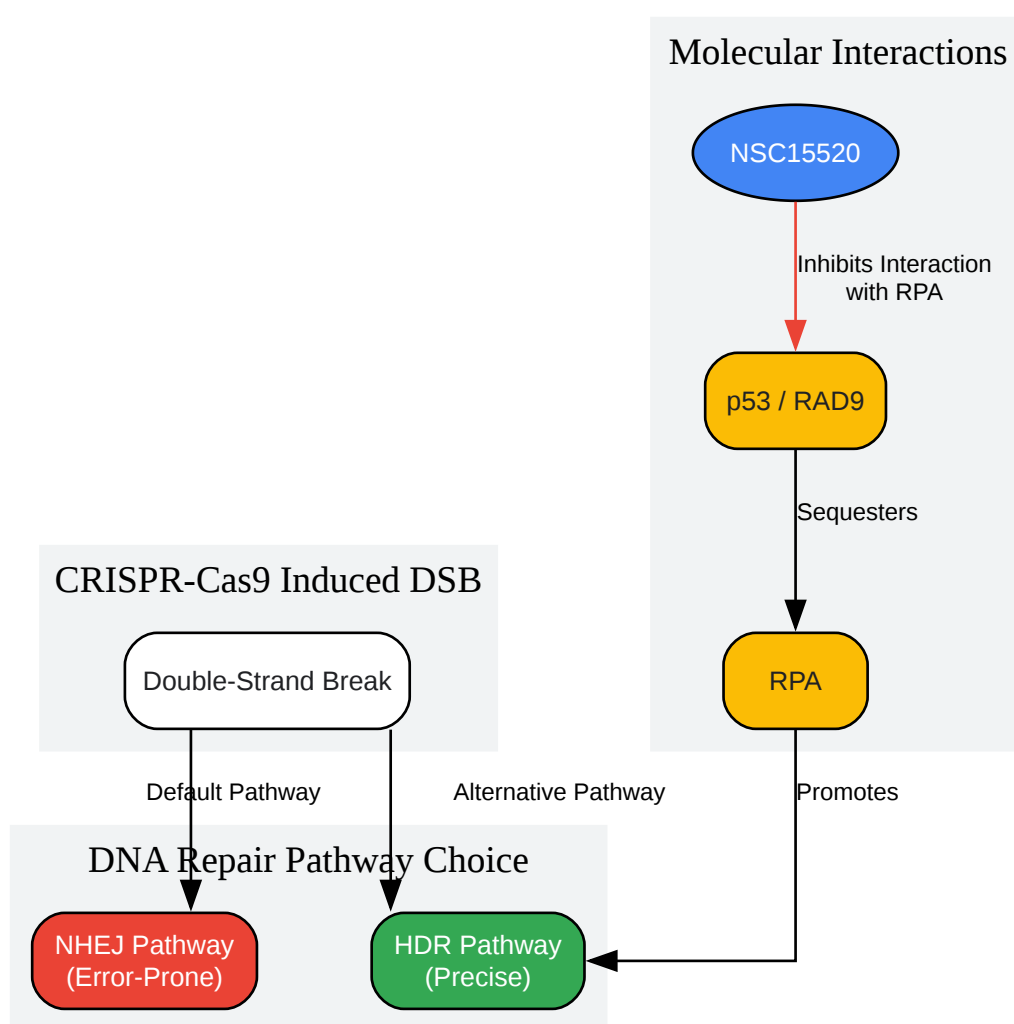 Molecular Interactions
NSC15520
Inhibits Interaction
with RPA
p53 / RAD9
Sequesters
CRISPR-Cas9 Induced DSB
Double-Strand Break
RPA
Default Pathway
Alternative Pathway
Promotes
DNA Repair Pathway Choice
NHEJ Pathway
(Error-Prone)
HDR Pathway
(Precise)